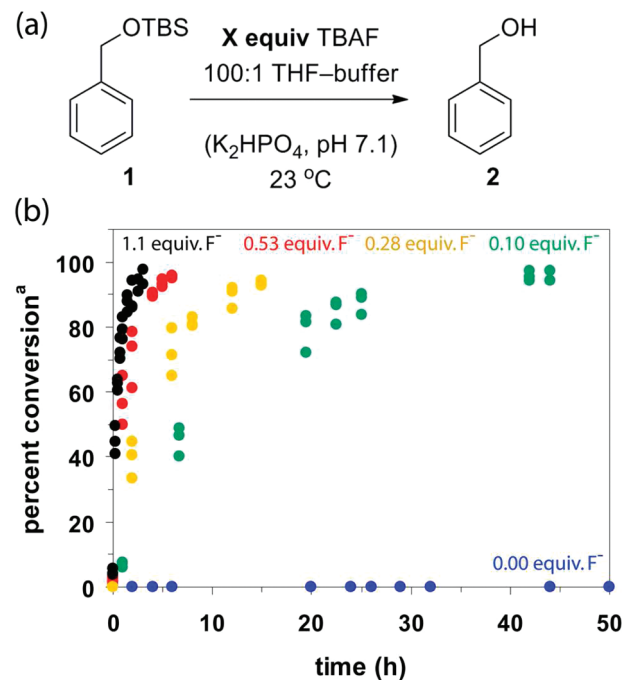 (a)
OTBS
X equiv TBAF
OH
100:1 THF–buffer
(K₂HPO₄, pH 7.1)
23 °C
1
2
(b)
1.1 equiv. F⁻ 0.53 equiv. F⁻ 0.28 equiv. F⁻ 0.10 equiv. F⁻
100
80
60
40
20
0
percent conversionᵃ
0.00 equiv. F⁻
0 10 20 30 40 50
time (h)